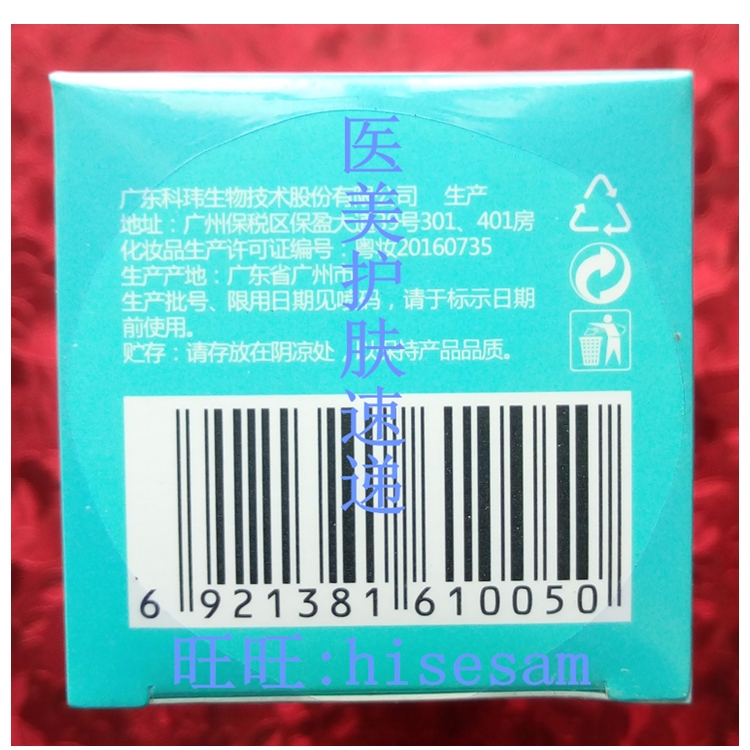 广东科玮生物技术股份有 公司 生产
地址：广州保税区保盈大 号301、401房
化妆品生产许可证编号：粤妆20160735
生产产地：广东省广州市
生产批号、限用日期见喷码，请于标示日期
前使用。
贮存：请存放在阴凉处， 保持产品品质。
6 921381 610050
医美护肤速递
旺旺:hisesam